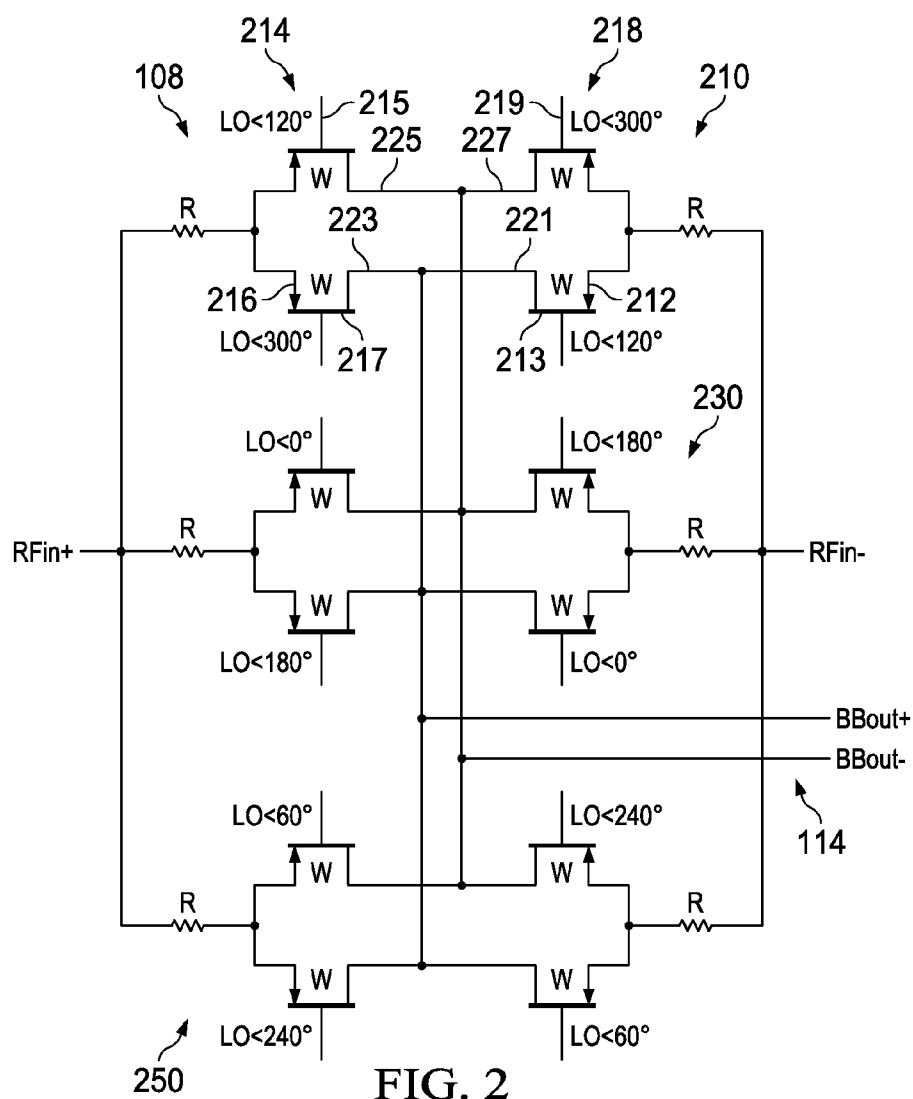 214 218
108 215 219 210
LO<120° LO<300°
225 227
W W
R R
223 221
W W
216 212
LO<300° 217 213 LO<120°
230
LO<0° LO<180°
W W
R R
RFin+ RFin-
W W
LO<180° LO<0°
BBout+
BBout-
LO<60° LO<240°
114
W W
R R
W W
LO<240° LO<60°
250
FIG. 2